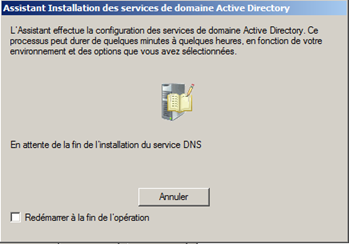 Assistant Installation des services de domaine Active Directory
L'Assistant effectue la configuration des services de domaine Active Directory. Ce
processus peut durer de quelques minutes à quelques heures, en fonction de votre
environnement et des options que vous avez sélectionnées.
En attente de la fin de l'installation du service DNS
Annuler
Redémarrer à la fin de l'opération